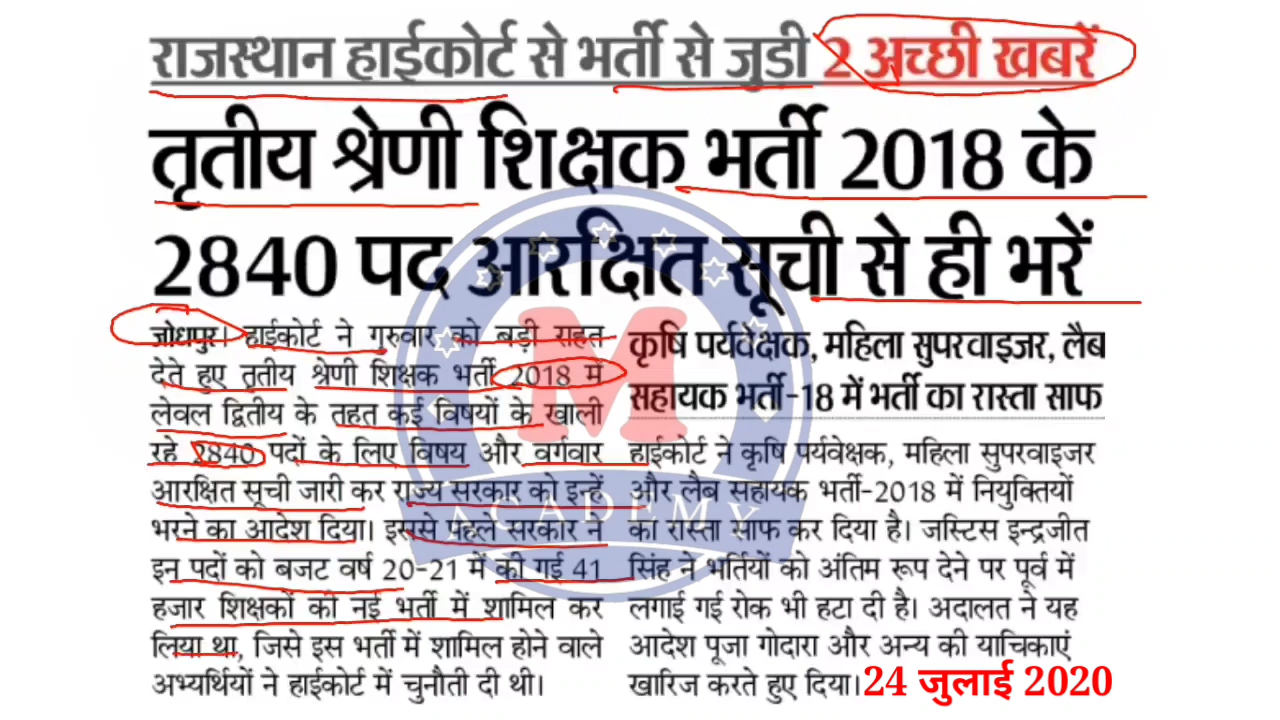 राजस्थान हाईकोर्ट से भर्ती से जुड़ी 2 अच्छी खबरें
तृतीय श्रेणी शिक्षक भर्ती 2018 के
2840 पद आरक्षित सूची से ही भरें
जोधपुर। हाईकोर्ट ने गुरुवार को बड़ी राहत
देते हुए तृतीय श्रेणी शिक्षक भर्ती 2018 में
लेवल द्वितीय के तहत कई विषयों के खाली
रहे 2840 पदों के लिए विषय और वर्गवार
आरक्षित सूची जारी कर राज्य सरकार को इन्हें
भरने का आदेश दिया। इससे पहले सरकार ने
इन पदों को बजट वर्ष 20-21 में की गई 41
हजार शिक्षकों की नई भर्ती में शामिल कर
लिया था, जिसे इस भर्ती में शामिल होने वाले
अभ्यर्थियों ने हाईकोर्ट में चुनौती दी थी।
कृषि पर्यवेक्षक, महिला सुपरवाइजर, लैब
सहायक भर्ती-18 में भर्ती का रास्ता साफ
हाईकोर्ट ने कृषि पर्यवेक्षक, महिला सुपरवाइजर
और लैब सहायक भर्ती-2018 में नियुक्तियों
का रास्ता साफ कर दिया है। जस्टिस इन्द्रजीत
सिंह ने भर्तियों को अंतिम रूप देने पर पूर्व में
लगाई गई रोक भी हटा दी है। अदालत ने यह
आदेश पूजा गोदारा और अन्य की याचिकाएं
खारिज करते हुए दिया।
24 जुलाई 2020
M
ACADEMY